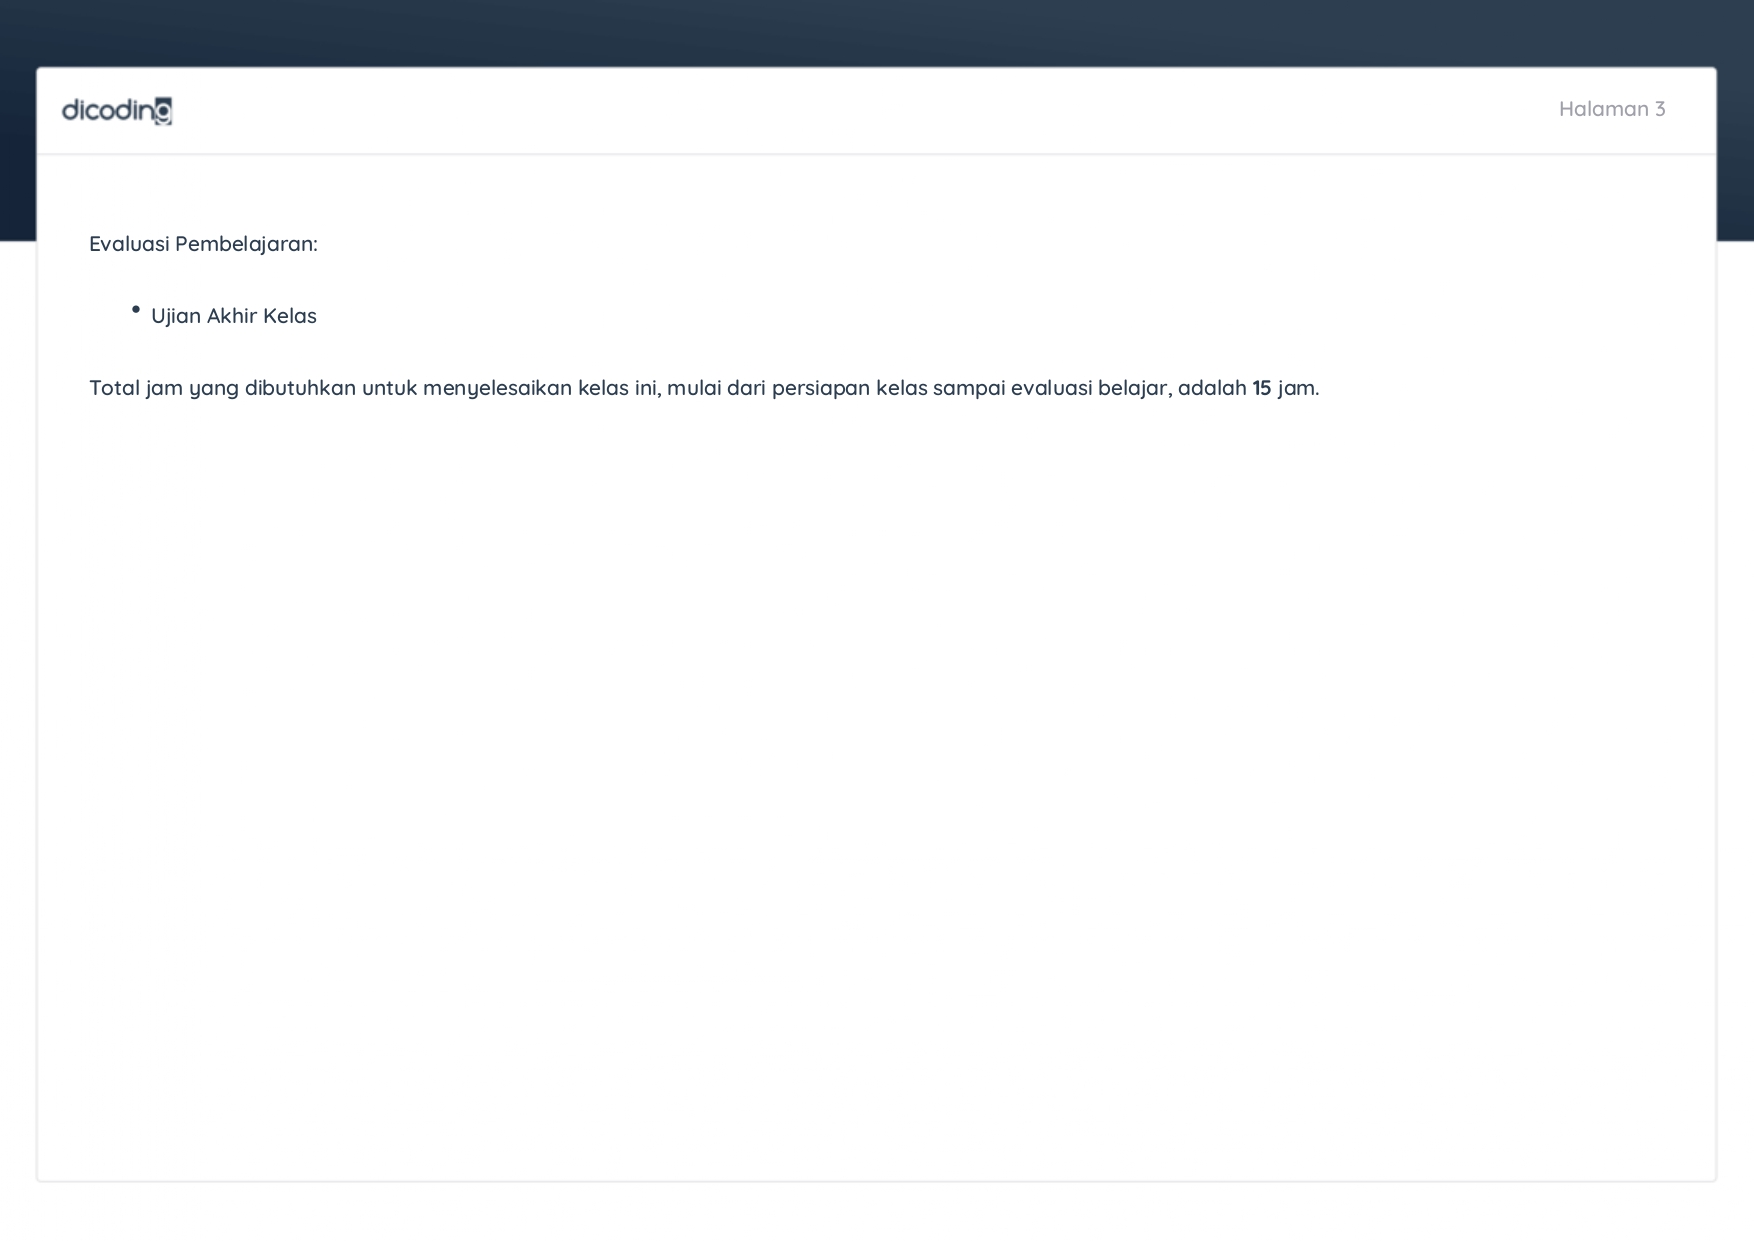 dicoding
Halaman 3
Evaluasi Pembelajaran:
• Ujian Akhir Kelas
Total jam yang dibutuhkan untuk menyelesaikan kelas ini, mulai dari persiapan kelas sampai evaluasi belajar, adalah 15 jam.